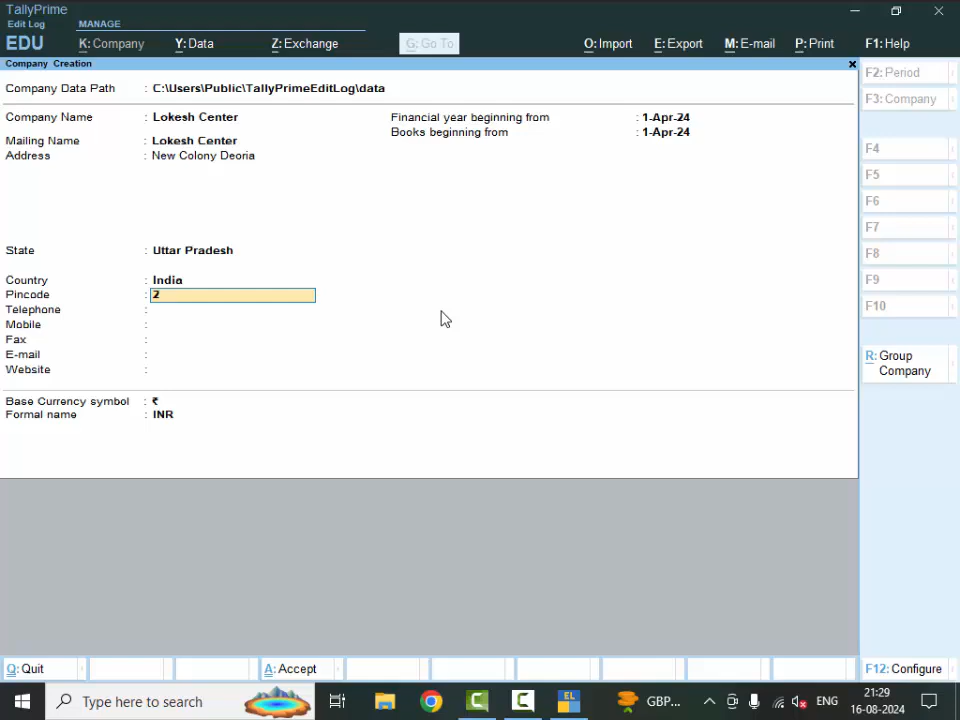 TallyPrime
Edit Log
EDU
MANAGE
K: Company
Y: Data
Z: Exchange
G: Go To
O: Import
E: Export
M: E-mail
P: Print
F1: Help
Company Creation
Company Data Path : C:\Users\Public\TallyPrimeEditLog\data
Company Name : Lokesh Center
Financial year beginning from : 1-Apr-24
Books beginning from : 1-Apr-24
Mailing Name : Lokesh Center
Address : New Colony Deoria
State : Uttar Pradesh
Country : India
Pincode : 2
Telephone :
Mobile :
Fax :
E-mail :
Website :
Base Currency symbol : ₹
Formal name : INR
F2: Period
F3: Company
F4
F5
F6
F7
F8
F9
F10
R: Group
Company
Q: Quit
A: Accept
F12: Configure
Type here to search
EL
GBP...
ENG
21:29
16-08-2024